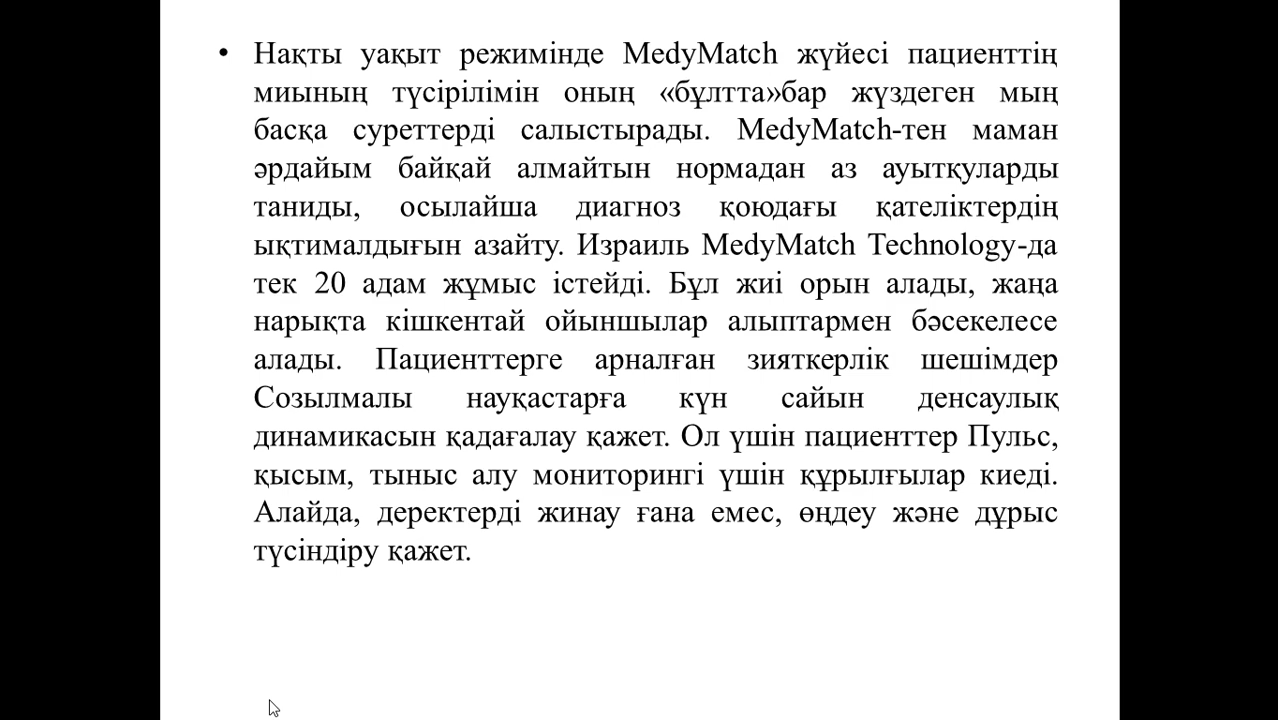 • Нақты уақыт режимінде MedyMatch жүйесі пациенттің
миының түсірілімін оның «бұлтта»бар жүздеген мың
басқа суреттерді салыстырады. MedyMatch-тен маман
әрдайым байқай алмайтын нормадан аз ауытқуларды
таниды, осылайша диагноз қоюдағы қателіктердің
ықтималдығын азайту. Израиль MedyMatch Technology-да
тек 20 адам жұмыс істейді. Бұл жиі орын алады, жаңа
нарықта кішкентай ойыншылар алыптармен бәсекелесе
алады. Пациенттерге арналған зияткерлік шешімдер
Созылмалы науқастарға күн сайын денсаулық
динамикасын қадағалау қажет. Ол үшін пациенттер Пульс,
қысым, тыныс алу мониторингі үшін құрылғылар киеді.
Алайда, деректерді жинау ғана емес, өңдеу және дұрыс
түсіндіру қажет.